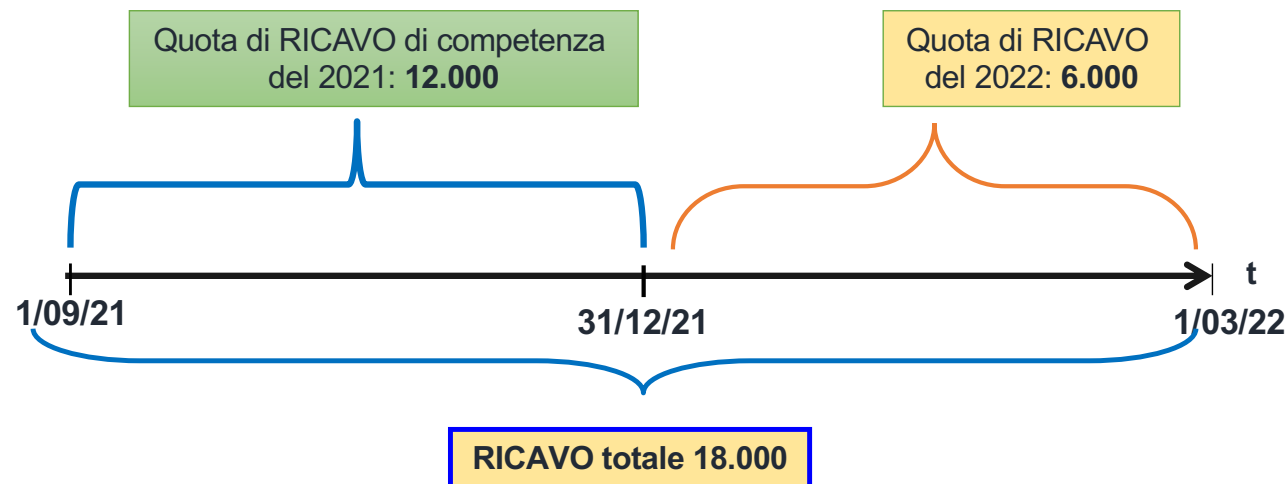 Quota di RICAVO di competenza
del 2021: 12.000
Quota di RICAVO
del 2022: 6.000
t
1/09/21
31/12/21
1/03/22
RICAVO totale 18.000